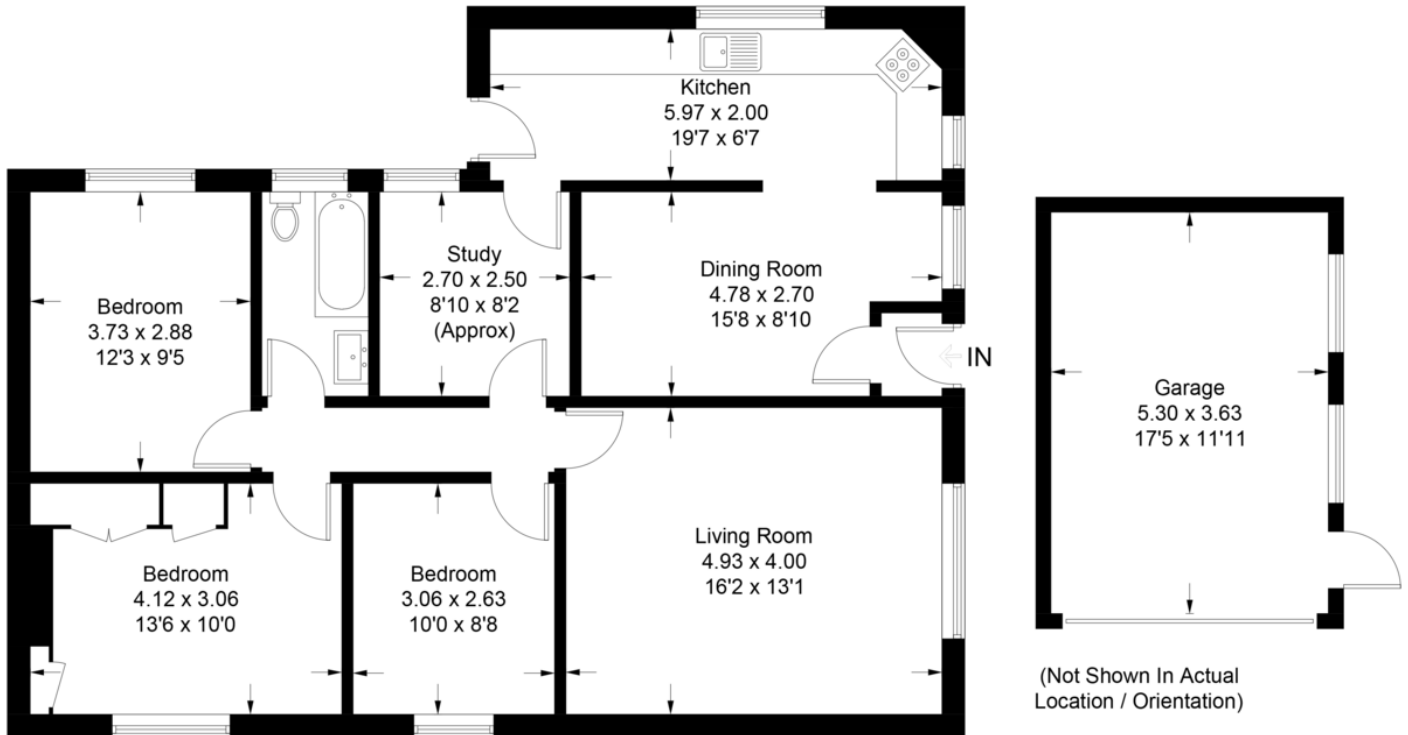 Kitchen
5.97 x 2.00
19'7 x 6'7
Study
2.70 x 2.50
8'10 x 8'2
(Approx)
Dining Room
4.78 x 2.70
15'8 x 8'10
Bedroom
3.73 x 2.88
12'3 x 9'5
IN
Garage
5.30 x 3.63
17'5 x 11'11
Living Room
4.93 x 4.00
16'2 x 13'1
Bedroom
4.12 x 3.06
13'6 x 10'0
Bedroom
3.06 x 2.63
10'0 x 8'8
(Not Shown In Actual
Location / Orientation)